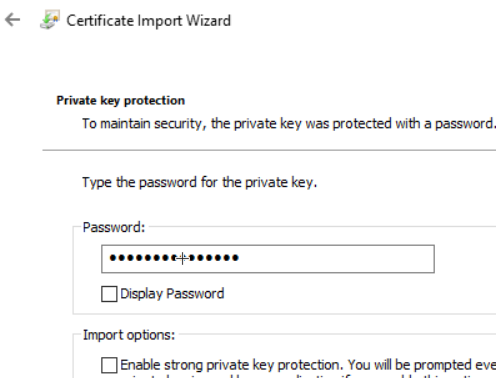 Certificate Import Wizard
Private key protection
To maintain security, the private key was protected with a password.
Type the password for the private key.
Password:
Display Password
Import options:
Enable strong private key protection. You will be prompted eve